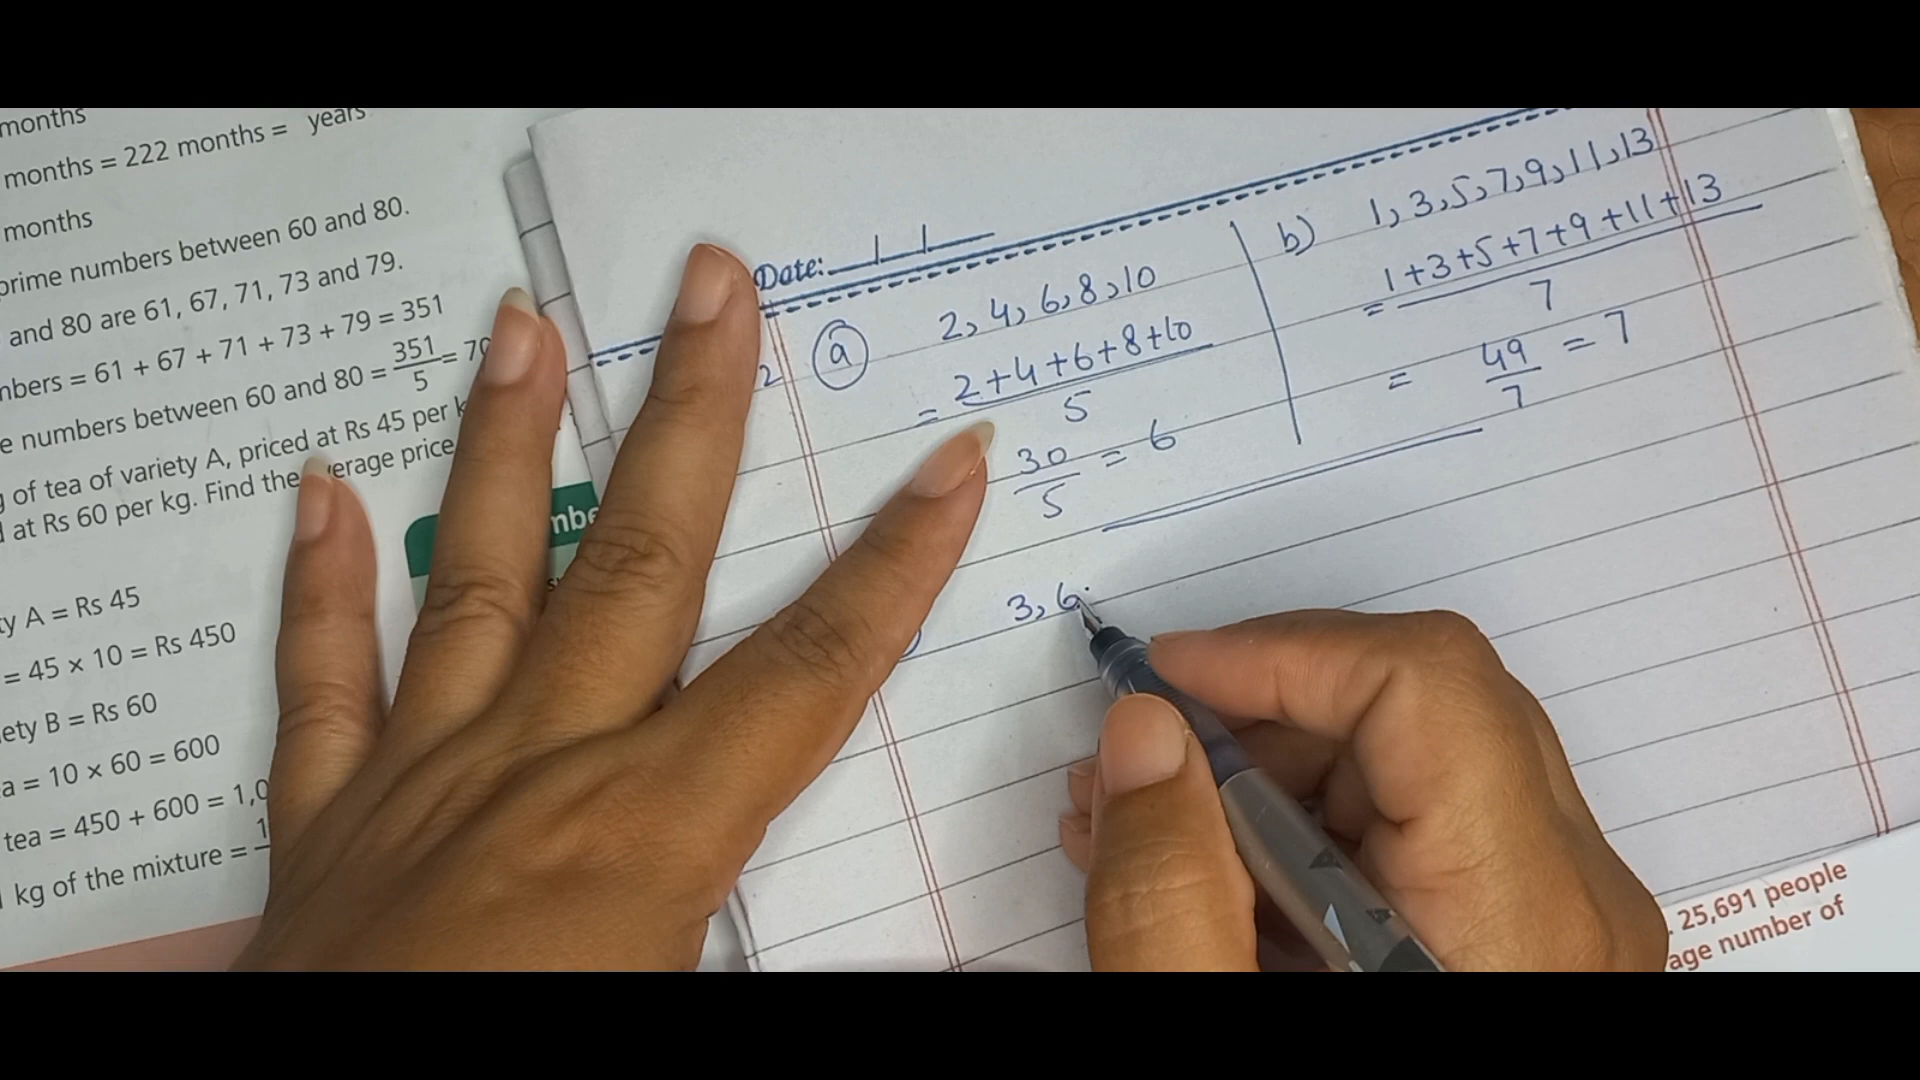 months
months = 222 months = years
months
prime numbers between 60 and 80.
and 80 are 61, 67, 71, 73 and 79.
mbers = 61 + 67 + 71 + 73 + 79 = 351
e numbers between 60 and 80 = 351/5 = 70
g of tea of variety A, priced at Rs 45 per k
at Rs 60 per kg. Find the average price
ty A = Rs 45
= 45 × 10 = Rs 450
ety B = Rs 60
a = 10 × 60 = 600
tea = 450 + 600 = 1,0
kg of the mixture = 1
mbe
Date:
2 a 2, 4, 6, 8, 10
= 2+4+6+8+10
5
30/5 = 6
b) 1, 3, 5, 7, 9, 11, 13
= 1+3+5+7+9+11+13
7
= 49/7 = 7
3, 6
. 25,691 people
age number of